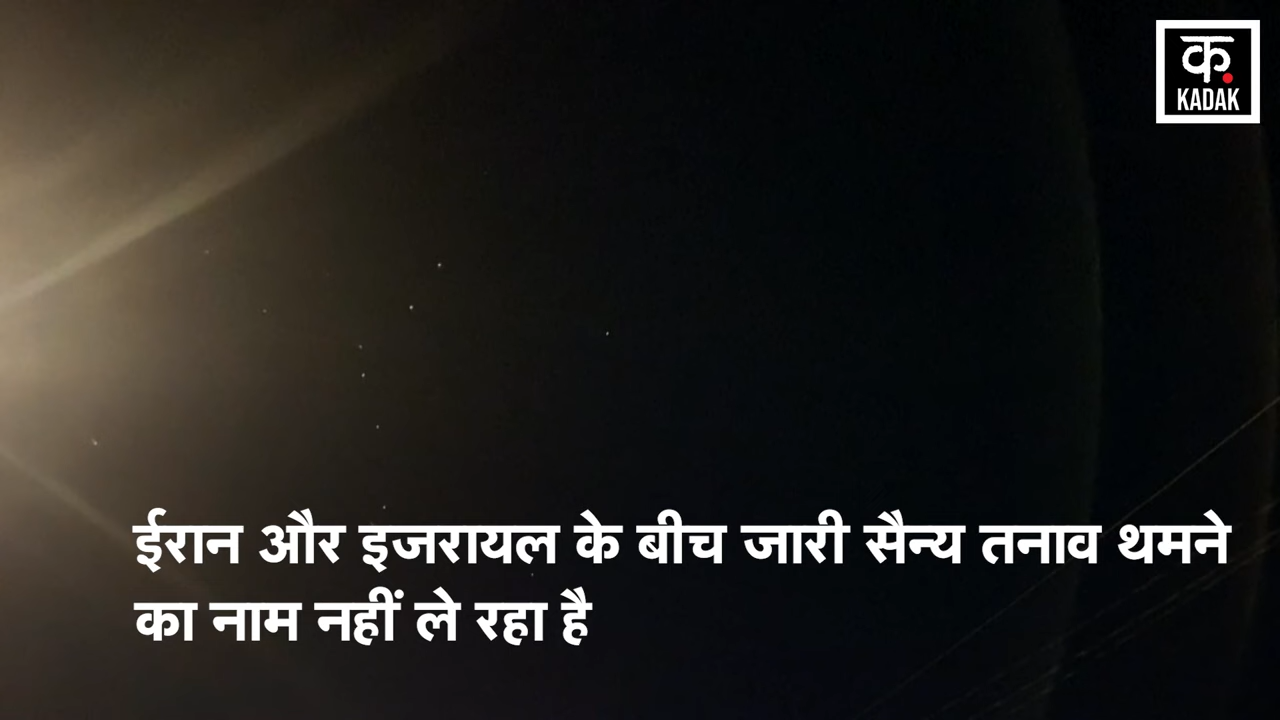 क.
KADAK
ईरान और इजरायल के बीच जारी सैन्य तनाव थमने
का नाम नहीं ले रहा है